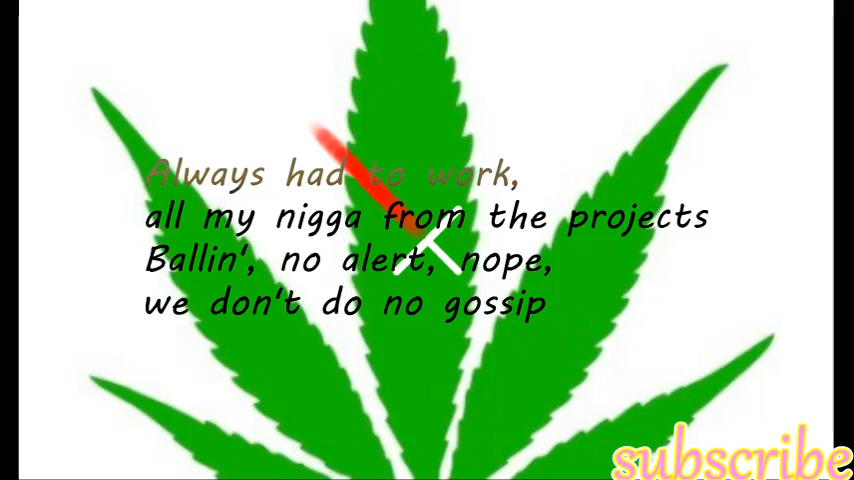 Always had to work,
all my nigga from the projects
Ballin', no alert, nope,
we don't do no gossip
subscribe